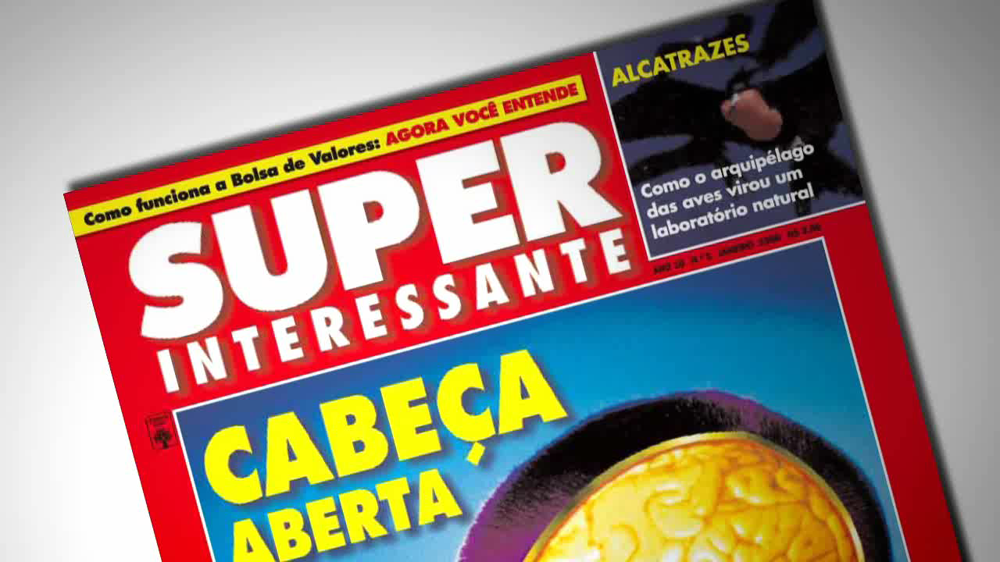 Como funciona a Bolsa de Valores: AGORA VOCÊ ENTENDE
SUPER
INTERESSANTE
ALCATRAZES
Como o arquipélago
das aves virou um
laboratório natural
CABEÇA
ABERTA